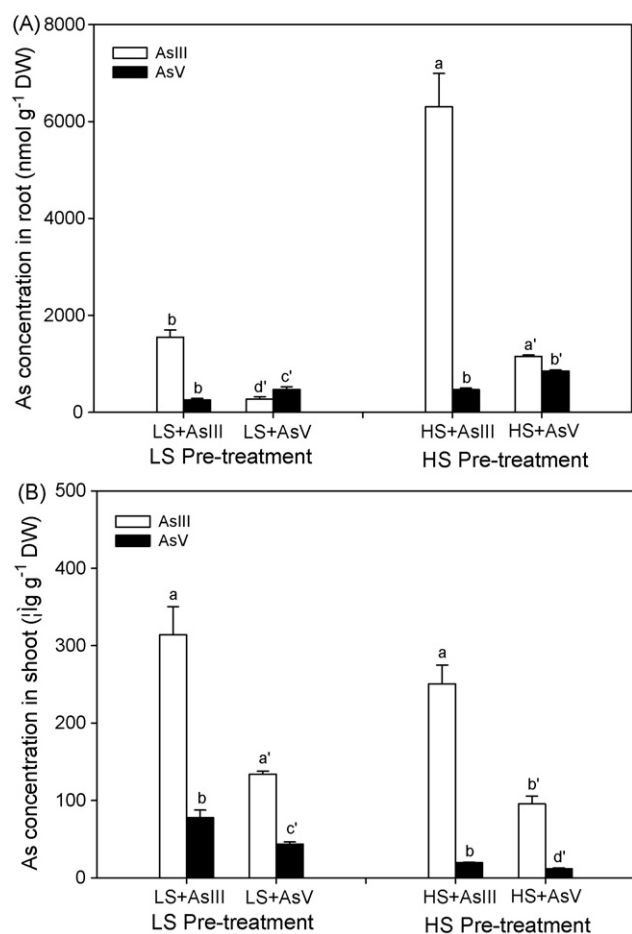 (A)
8000
6000
4000
2000
0
As concentration in root (nmol g⁻¹ DW)
AsIII
AsV
b
b
d'
c'
a
b
a'
b'
LS+AsIII LS+AsV HS+AsIII HS+AsV
LS Pre-treatment HS Pre-treatment
(B)
500
400
300
200
100
0
As concentration in shoot (¦Ìg g⁻¹ DW)
AsIII
AsV
a
b
a'
c'
a
b
b'
d'
LS+AsIII LS+AsV HS+AsIII HS+AsV
LS Pre-treatment HS Pre-treatment